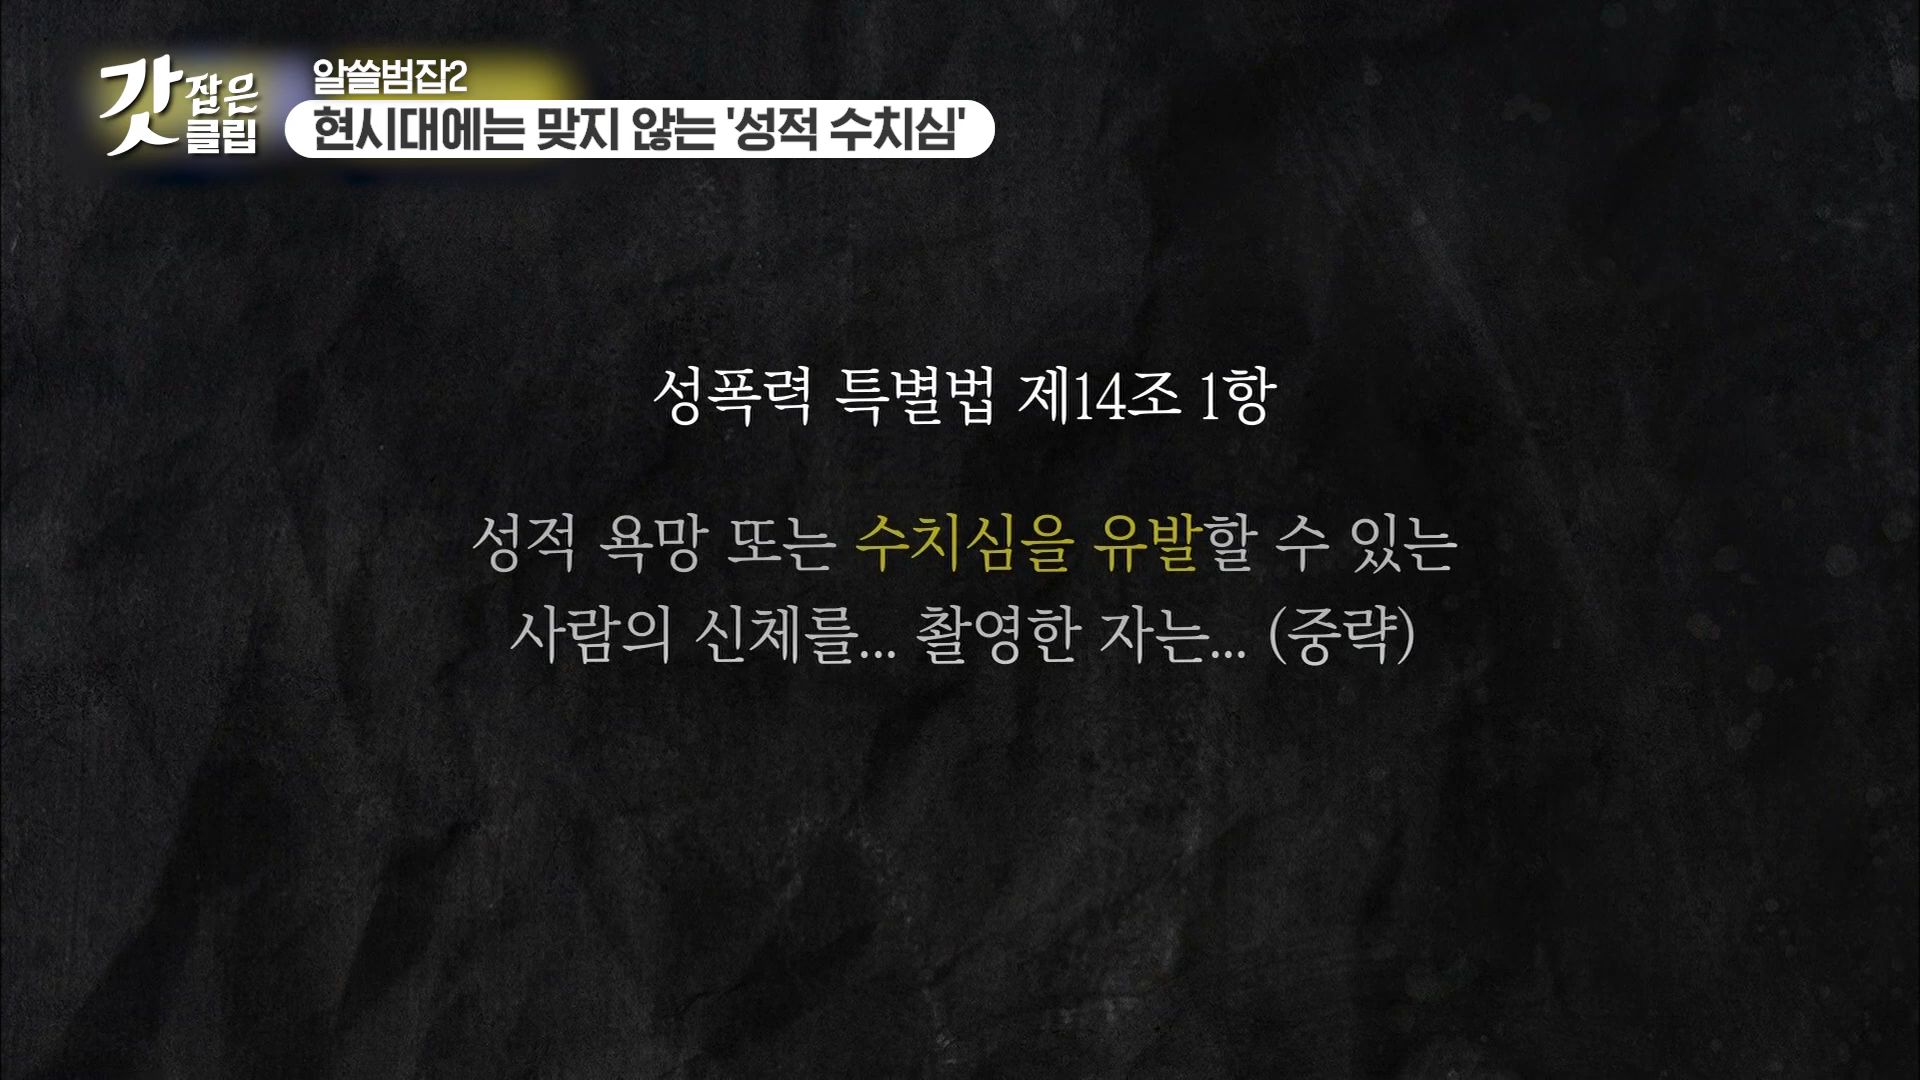 갓 잡은 클립
알쓸범잡2
현시대에는 맞지 않는 '성적 수치심'
성폭력 특별법 제14조 1항
성적 욕망 또는 수치심을 유발할 수 있는
사람의 신체를... 촬영한 자는... (중략)